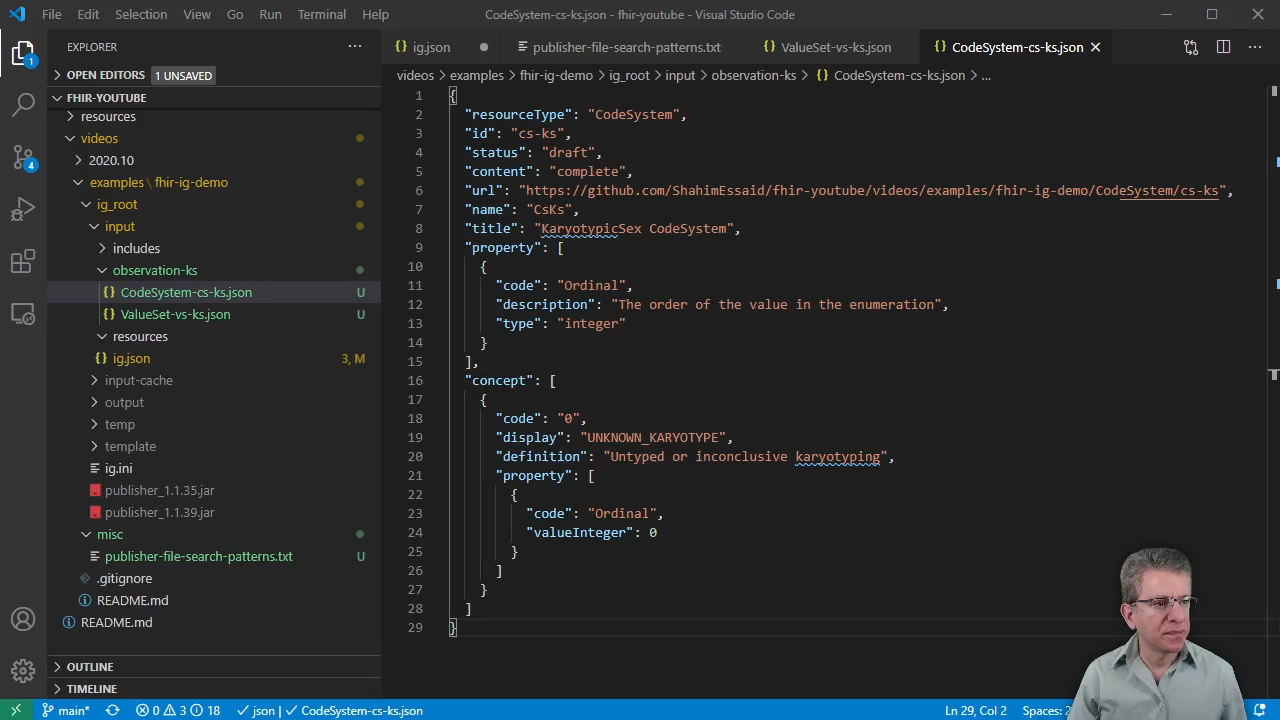 File Edit Selection View Go Run Terminal Help CodeSystem-cs-ks.json - fhir-youtube - Visual Studio Code
EXPLORER ···
OPEN EDITORS 1 UNSAVED
FHIR-YOUTUBE
resources
videos
2020.10
examples \ fhir-ig-demo
ig_root
input
includes
observation-ks
{} CodeSystem-cs-ks.json U
{} ValueSet-vs-ks.json U
resources
{} ig.json 3, M
input-cache
output
temp
template
ig.ini
publisher_1.1.35.jar
publisher_1.1.39.jar
misc
publisher-file-search-patterns.txt U
.gitignore
README.md
README.md
OUTLINE
TIMELINE
1
4
{} ig.json publisher-file-search-patterns.txt {} ValueSet-vs-ks.json {} CodeSystem-cs-ks.json
videos > examples > fhir-ig-demo > ig_root > input > observation-ks > {} CodeSystem-cs-ks.json > ...
1 {
2 "resourceType": "CodeSystem",
3 "id": "cs-ks",
4 "status": "draft",
5 "content": "complete",
6 "url": "https://github.com/ShahimEssaid/fhir-youtube/videos/examples/fhir-ig-demo/CodeSystem/cs-ks",
7 "name": "CsKs",
8 "title": "KaryotypicSex CodeSystem",
9 "property": [
10 {
11 "code": "Ordinal",
12 "description": "The order of the value in the enumeration",
13 "type": "integer"
14 }
15 ],
16 "concept": [
17 {
18 "code": "0",
19 "display": "UNKNOWN_KARYOTYPE",
20 "definition": "Untyped or inconclusive karyotyping",
21 "property": [
22 {
23 "code": "Ordinal",
24 "valueInteger": 0
25 }
26 ]
27 }
28 ]
29 }
main* 0 3 18 json | CodeSystem-cs-ks.json Ln 29, Col 2 Spaces: